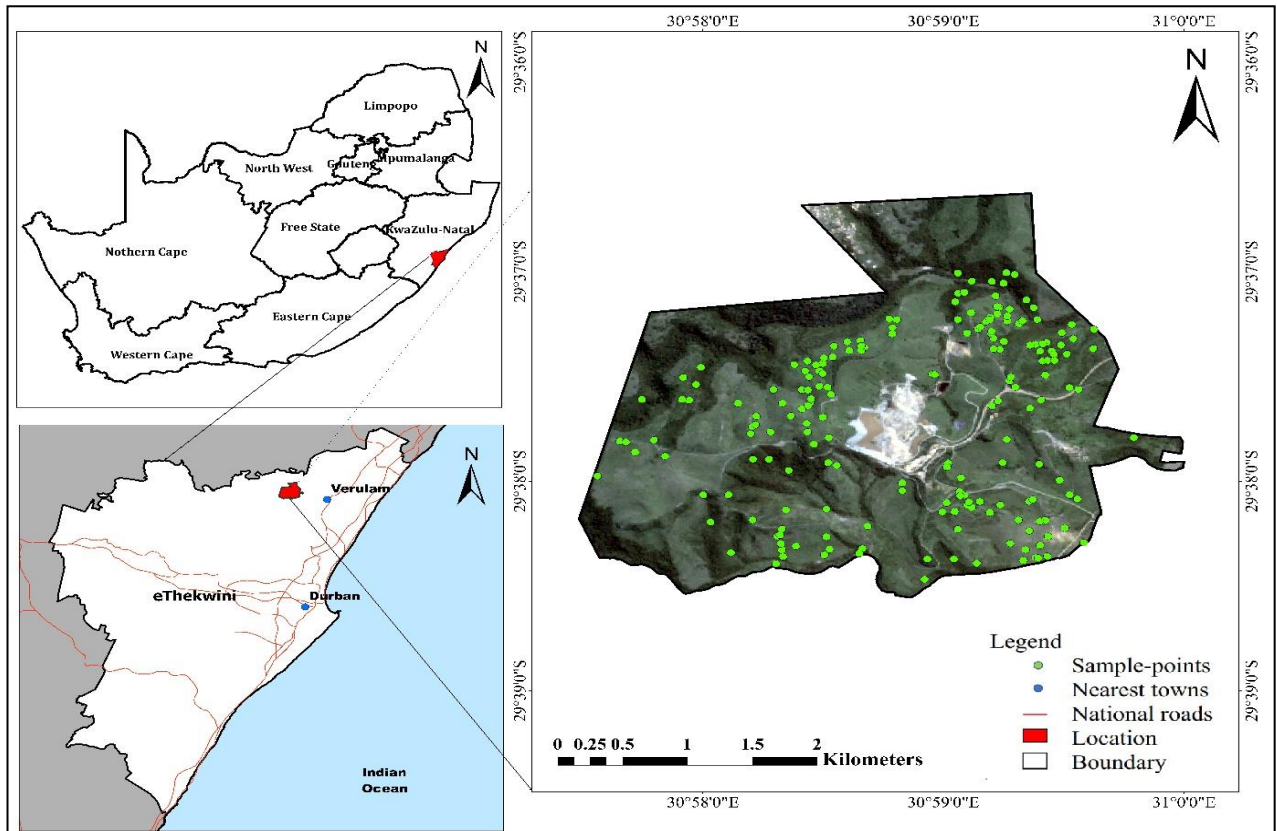 N
Limpopo
North West
Gauteng
Mpumalanga
Free State
KwaZulu-Natal
Nothern Cape
Eastern Cape
Western Cape
N
Verulam
eThekwini
Durban
Indian
Ocean
30°58'0"E
30°59'0"E
31°0'0"E
29°36'0"S
29°36'0"S
N
29°37'0"S
29°37'0"S
29°38'0"S
29°38'0"S
29°39'0"S
29°39'0"S
Legend
Sample-points
Nearest towns
National roads
Location
Boundary
0 0.25 0.5 1 1.5 2
Kilometers
30°58'0"E
30°59'0"E
31°0'0"E